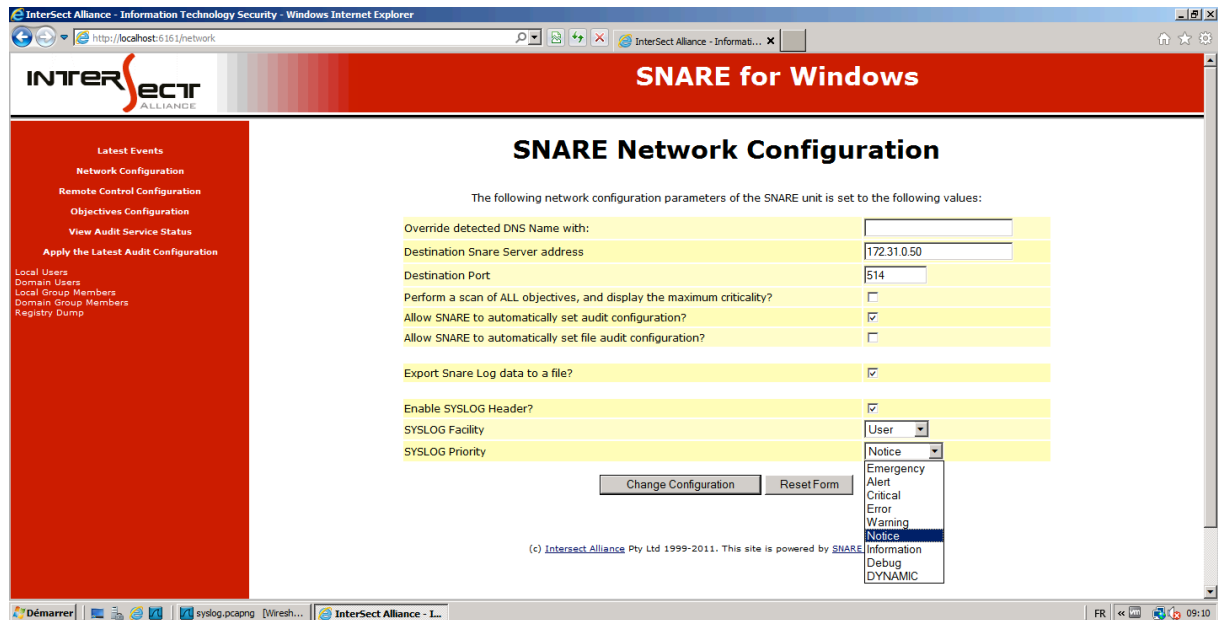 InterSect Alliance - Information Technology Security - Windows Internet Explorer
http://localhost:6161/network
InterSect Alliance - Informati...
INTERSECT
ALLIANCE
SNARE for Windows
Latest Events
Network Configuration
Remote Control Configuration
Objectives Configuration
View Audit Service Status
Apply the Latest Audit Configuration
Local Users
Domain Users
Local Group Members
Domain Group Members
Registry Dump
SNARE Network Configuration
The following network configuration parameters of the SNARE unit is set to the following values:
Override detected DNS Name with:
Destination Snare Server address 172.31.0.50
Destination Port 514
Perform a scan of ALL objectives, and display the maximum criticality?
Allow SNARE to automatically set audit configuration?
Allow SNARE to automatically set file audit configuration?
Export Snare Log data to a file?
Enable SYSLOG Header?
SYSLOG Facility User
SYSLOG Priority Notice
Emergency
Alert
Critical
Error
Warning
Notice
Information
Debug
DYNAMIC
Change Configuration Reset Form
(c) Intersect Alliance Pty Ltd 1999-2011. This site is powered by SNARE
Démarrer syslog.pcapng [Wiresh... InterSect Alliance - I... FR « 09:10